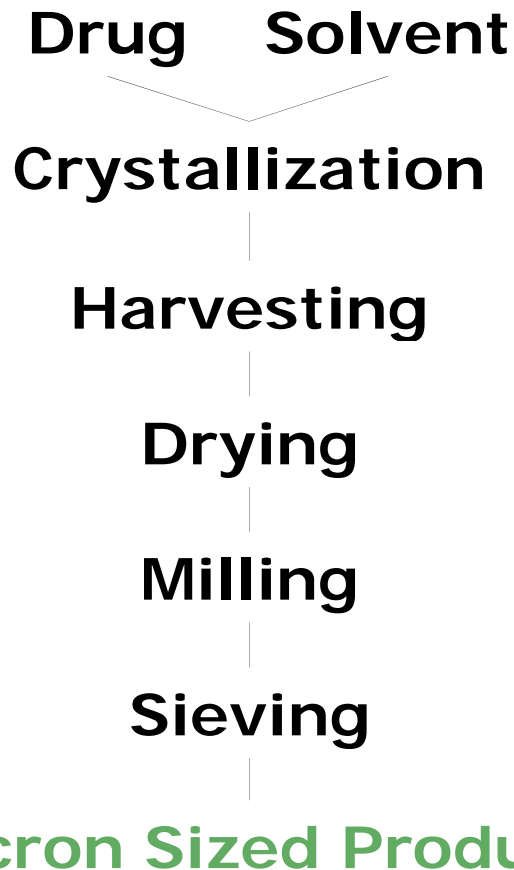 Drug Solvent
Crystallization
Harvesting
Drying
Milling
Sieving
cron Sized Produ